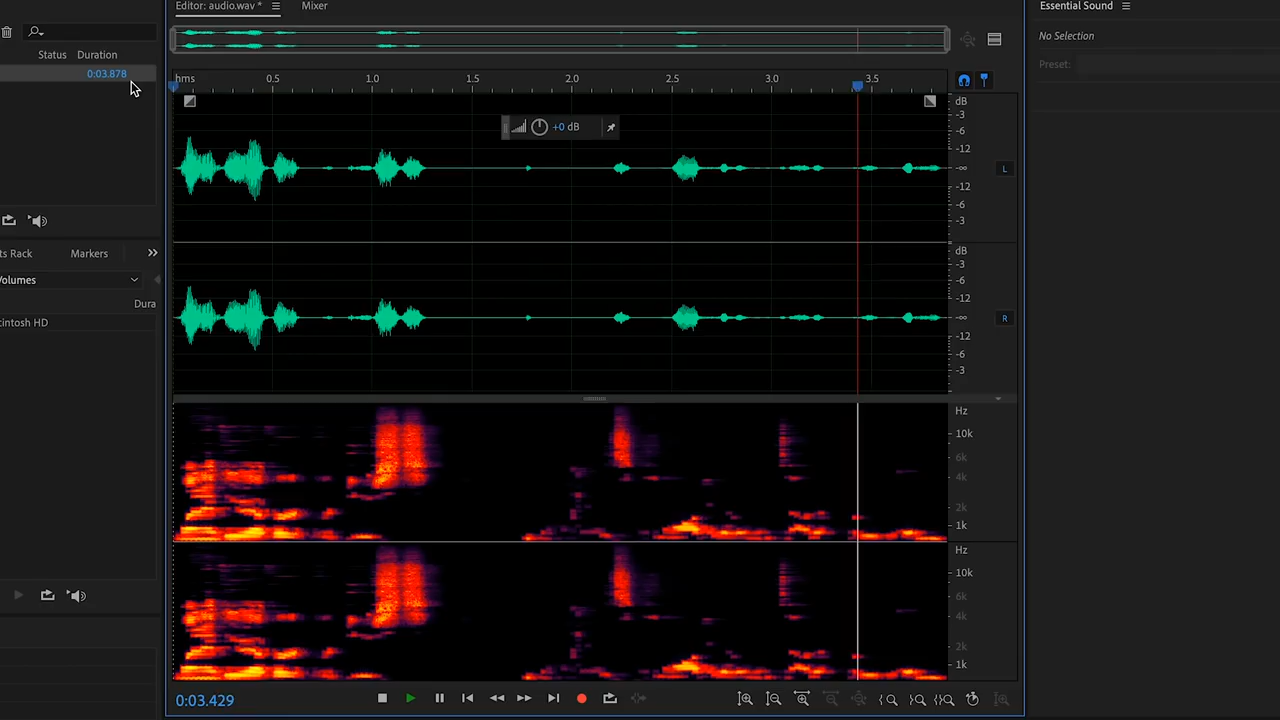 Editor: audio.wav *
Mixer
Essential Sound
No Selection
Preset:
Status Duration
0:03.878
hms 0.5 1.0 1.5 2.0 2.5 3.0 3.5
+0 dB
dB
-3
-6
-12
-∞
-12
-6
-3
L
dB
-3
-6
-12
-∞
-12
-6
-3
R
ts Rack Markers
Volumes
Dura
cintosh HD
Hz
10k
6k
4k
2k
1k
Hz
10k
6k
4k
2k
1k
0:03.429